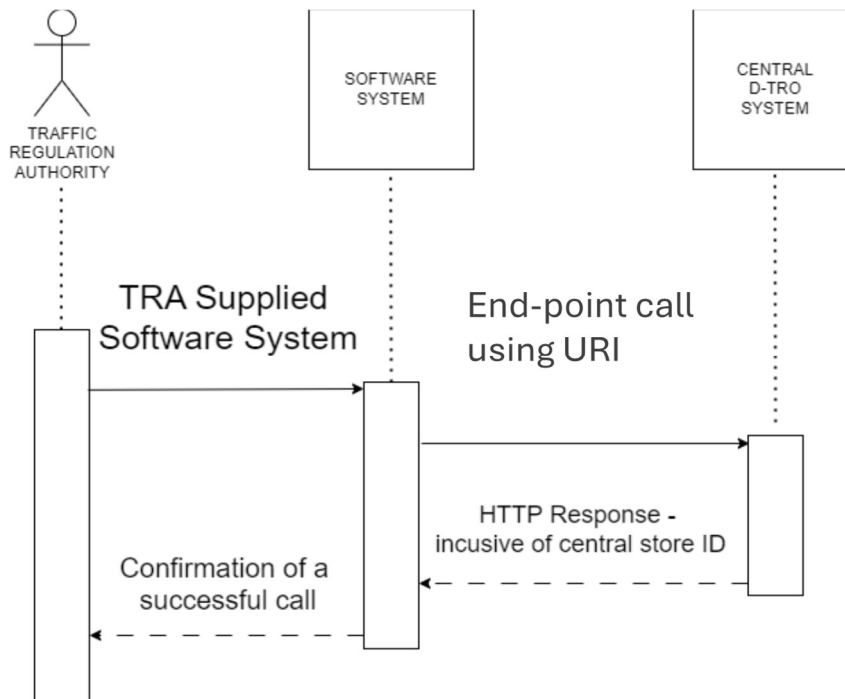 TRAFFIC
REGULATION
AUTHORITY
SOFTWARE
SYSTEM
CENTRAL
D-TRO
SYSTEM
TRA Supplied
Software System
End-point call
using URI
HTTP Response -
incusive of central store ID
Confirmation of a
successful call